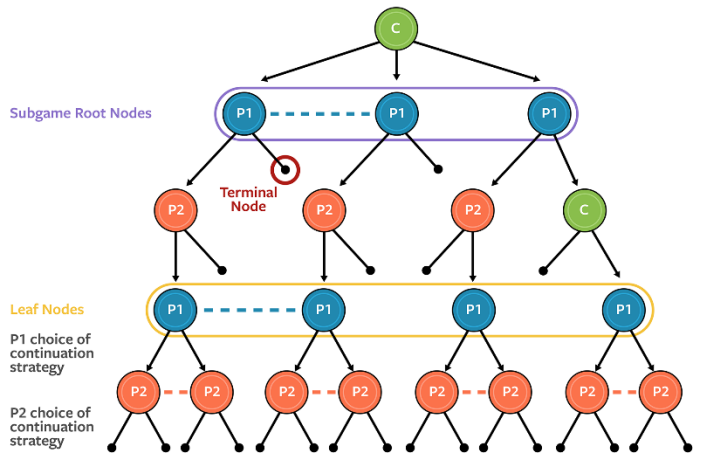 C
Subgame Root Nodes
P1 P1 P1
Terminal
Node
P2 P2 P2 C
Leaf Nodes
P1 P1 P1 P1
P1 choice of
continuation
strategy
P2 P2 P2 P2 P2 P2 P2 P2
P2 choice of
continuation
strategy